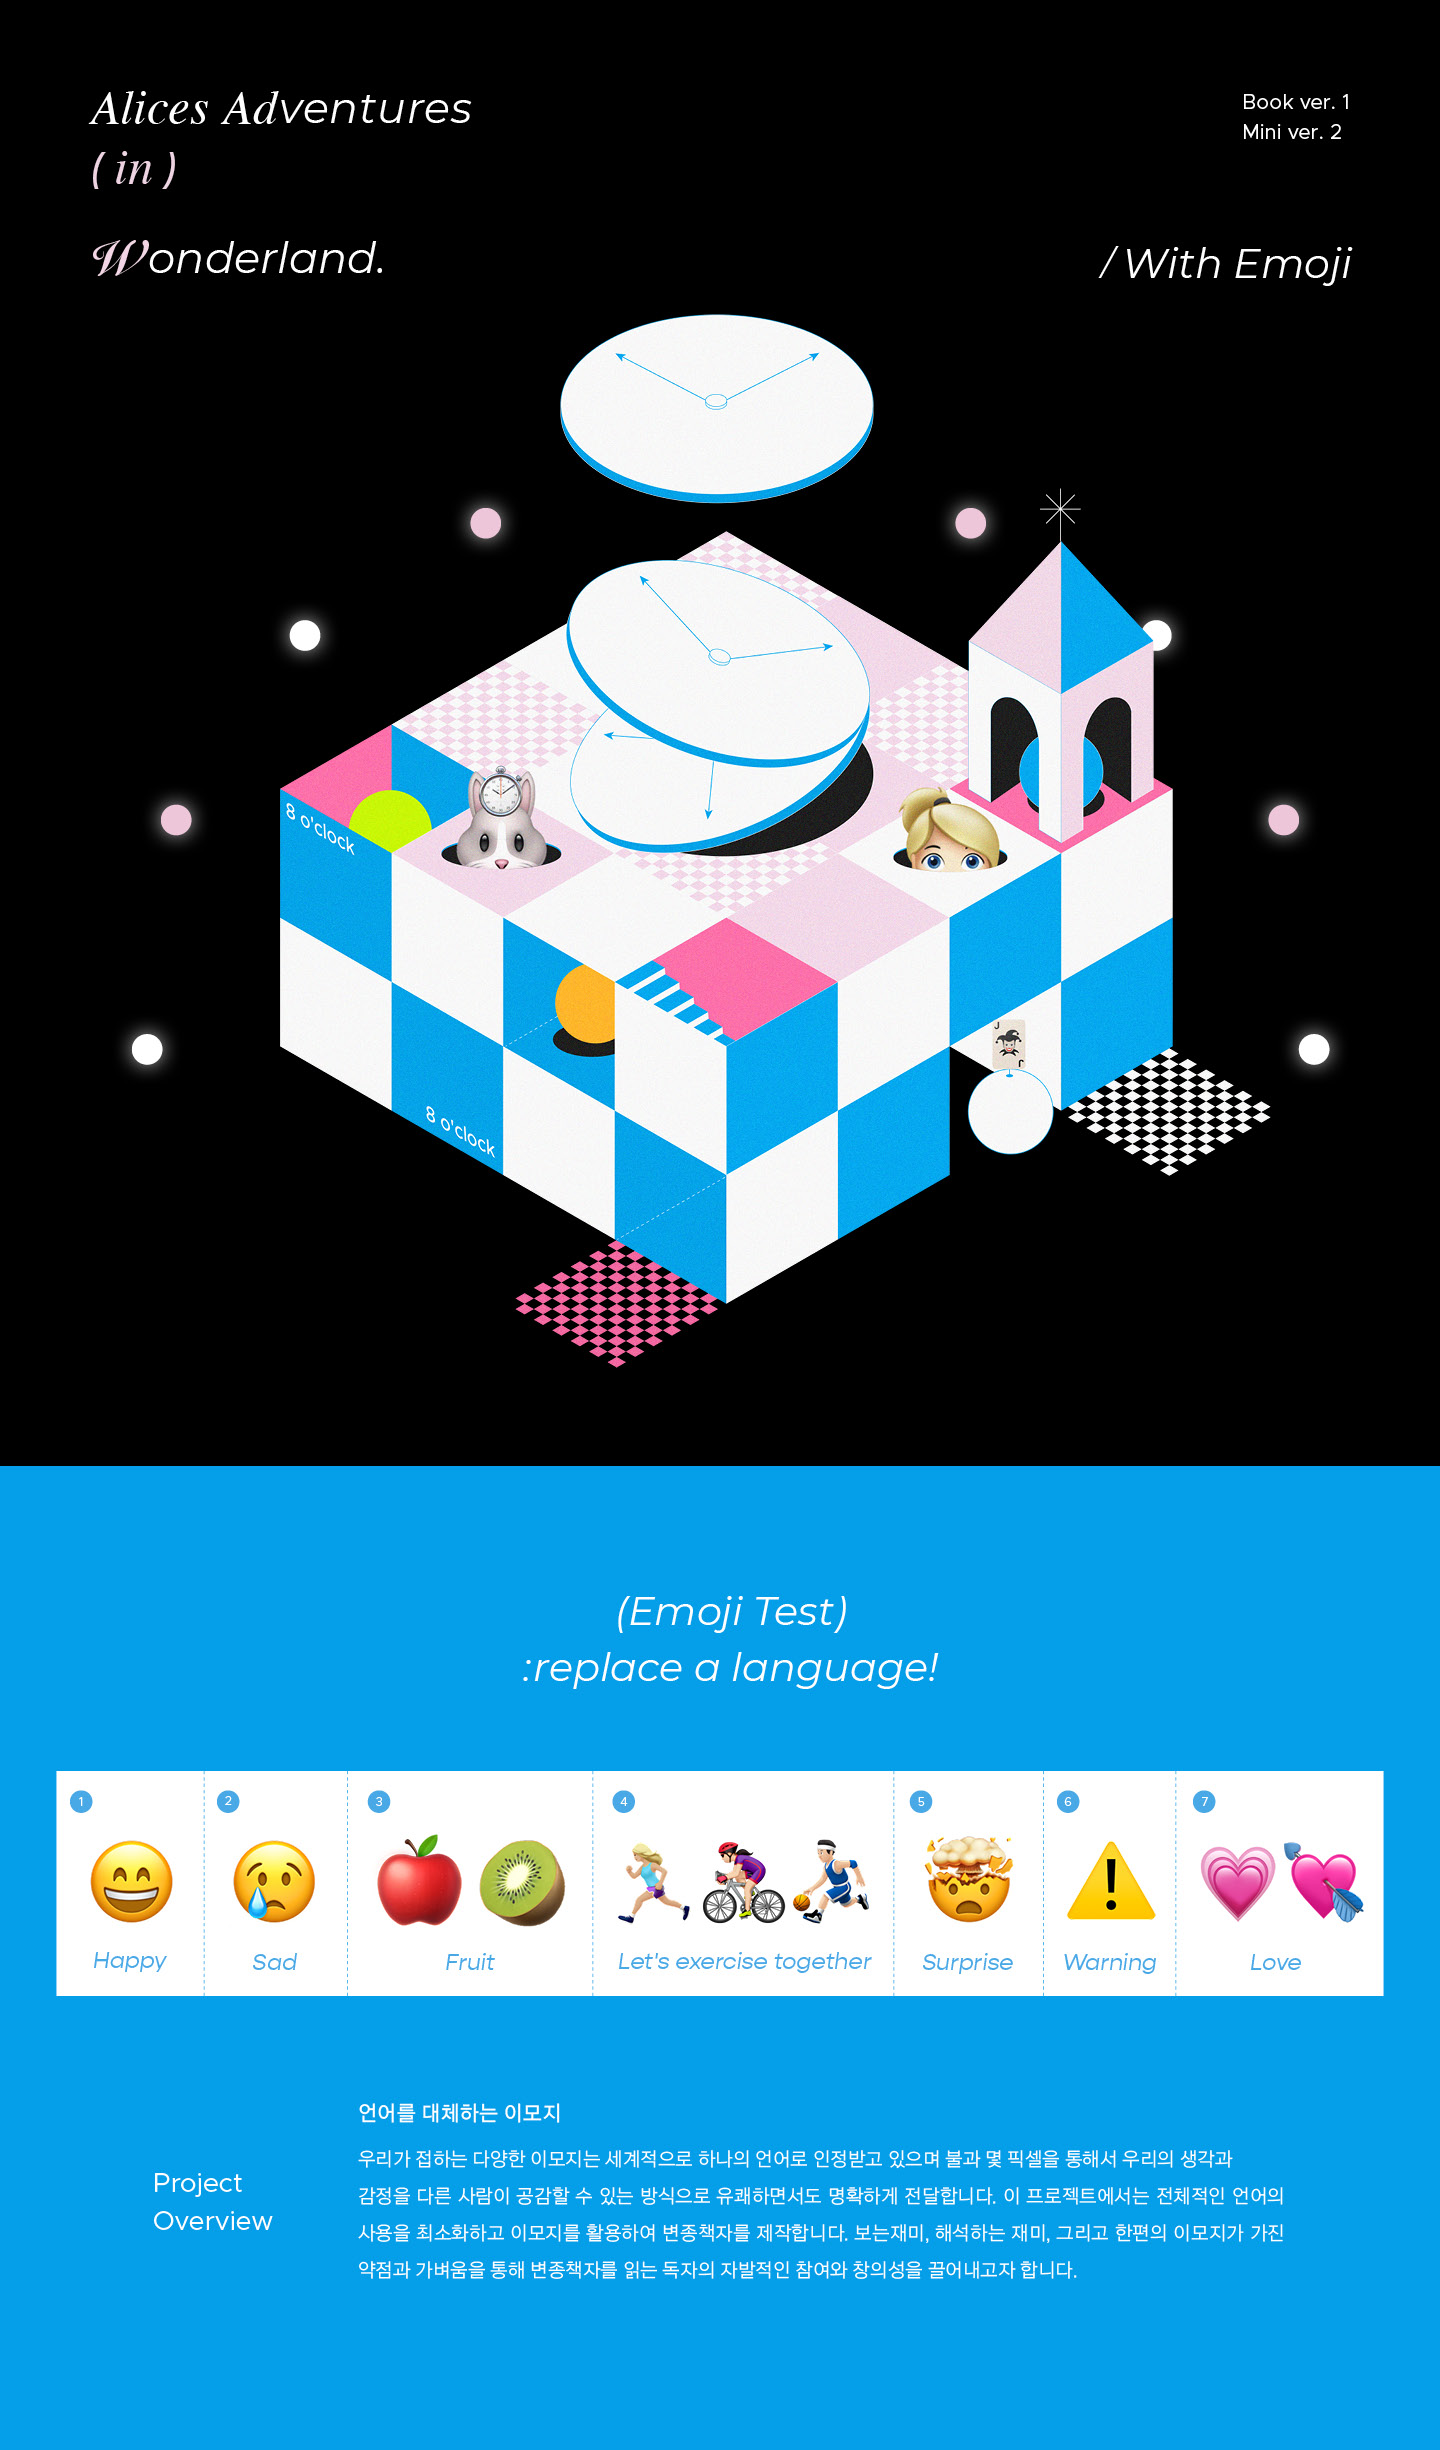 Alices Adventures
( in )
Wonderland.
Book ver. 1
Mini ver. 2
/ With Emoji
8 o'clock
J
J
8 o'clock
(Emoji Test)
:replace a language!
1
2
3
4
5
6
7
Happy
Sad
Fruit
Let's exercise together
Surprise
Warning
Love
Project
Overview
언어를 대체하는 이모지
우리가 접하는 다양한 이모지는 세계적으로 하나의 언어로 인정받고 있으며 불과 몇 픽셀을 통해서 우리의 생각과
감정을 다른 사람이 공감할 수 있는 방식으로 유쾌하면서도 명확하게 전달합니다. 이 프로젝트에서는 전체적인 언어의
사용을 최소화하고 이모지를 활용하여 변종책자를 제작합니다. 보는재미, 해석하는 재미, 그리고 한편의 이모지가 가진
약점과 가벼움을 통해 변종책자를 읽는 독자의 자발적인 참여와 창의성을 끌어내고자 합니다.